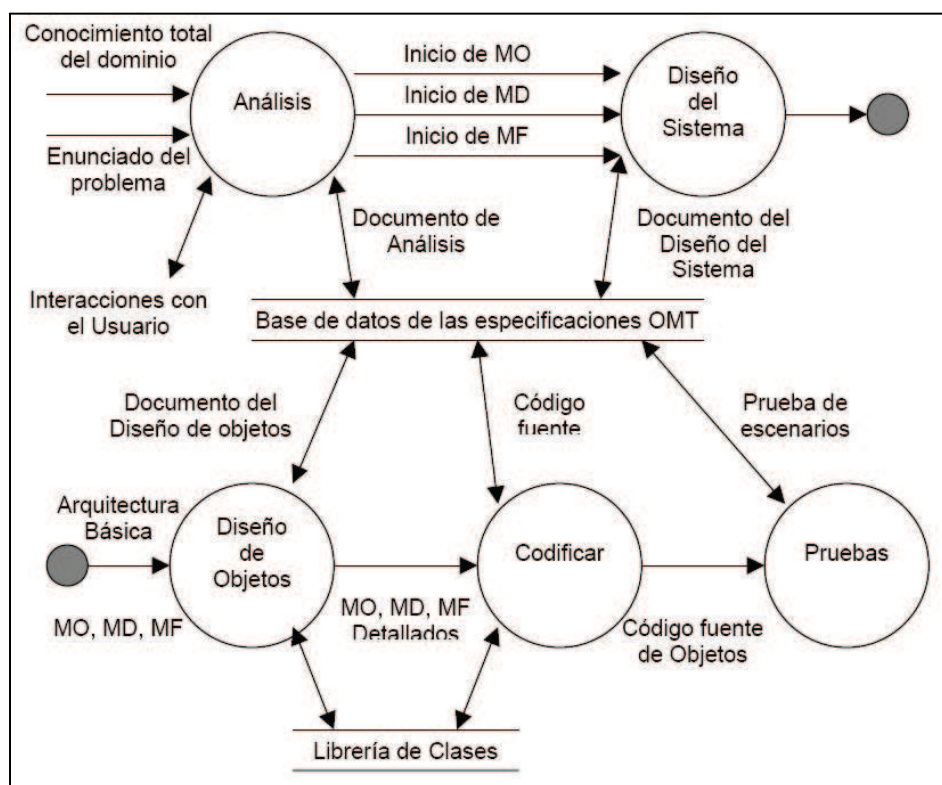 Conocimiento total
del dominio
Enunciado del
problema
Análisis
Inicio de MO
Inicio de MD
Inicio de MF
Diseño
del
Sistema
Interacciones con
el Usuario
Documento de
Análisis
Documento del
Diseño del
Sistema
Base de datos de las especificaciones OMT
Documento del
Diseño de objetos
Código
fuente
Prueba de
escenarios
Arquitectura
Básica
MO, MD, MF
Diseño
de
Objetos
MO, MD, MF
Detallados
Codificar
Código fuente
de Objetos
Pruebas
Librería de Clases